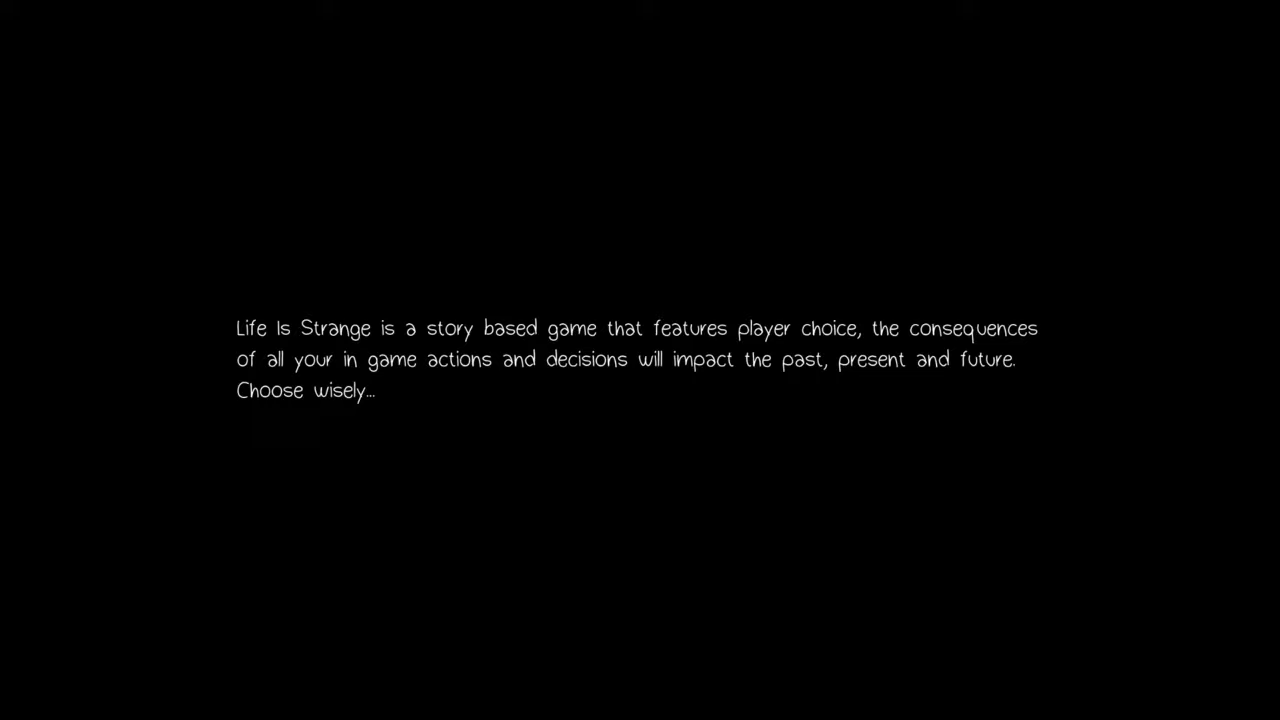 Life Is Strange is a story based game that features player choice, the consequences
of all your in game actions and decisions will impact the past, present and future.
Choose wisely...